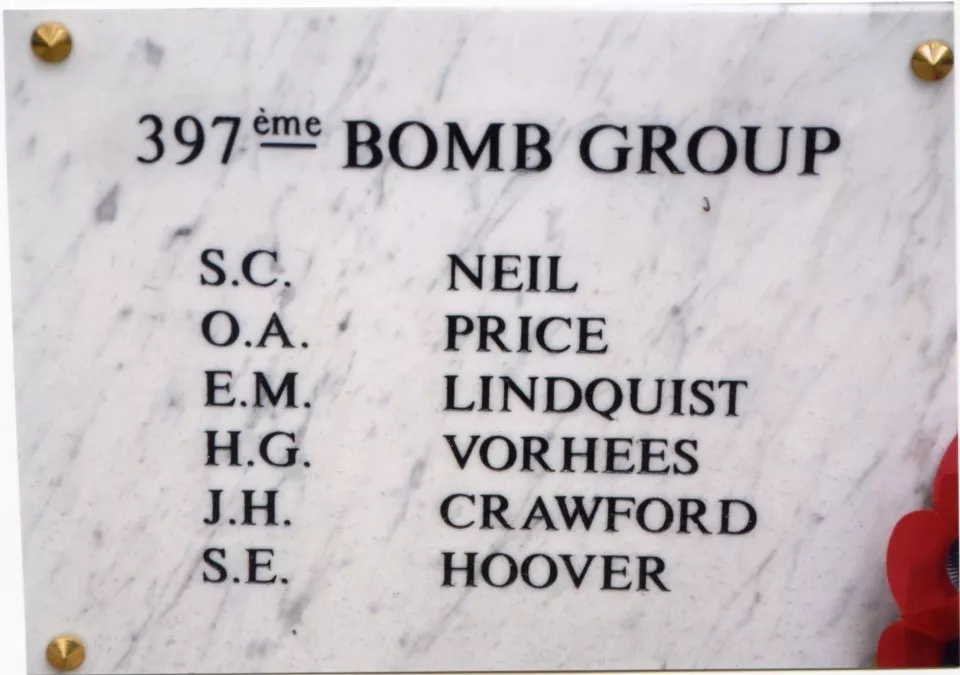 397ème BOMB GROUP
S.C. NEIL
O.A. PRICE
E.M. LINDQUIST
H.G. VORHEES
J.H. CRAWFORD
S.E. HOOVER